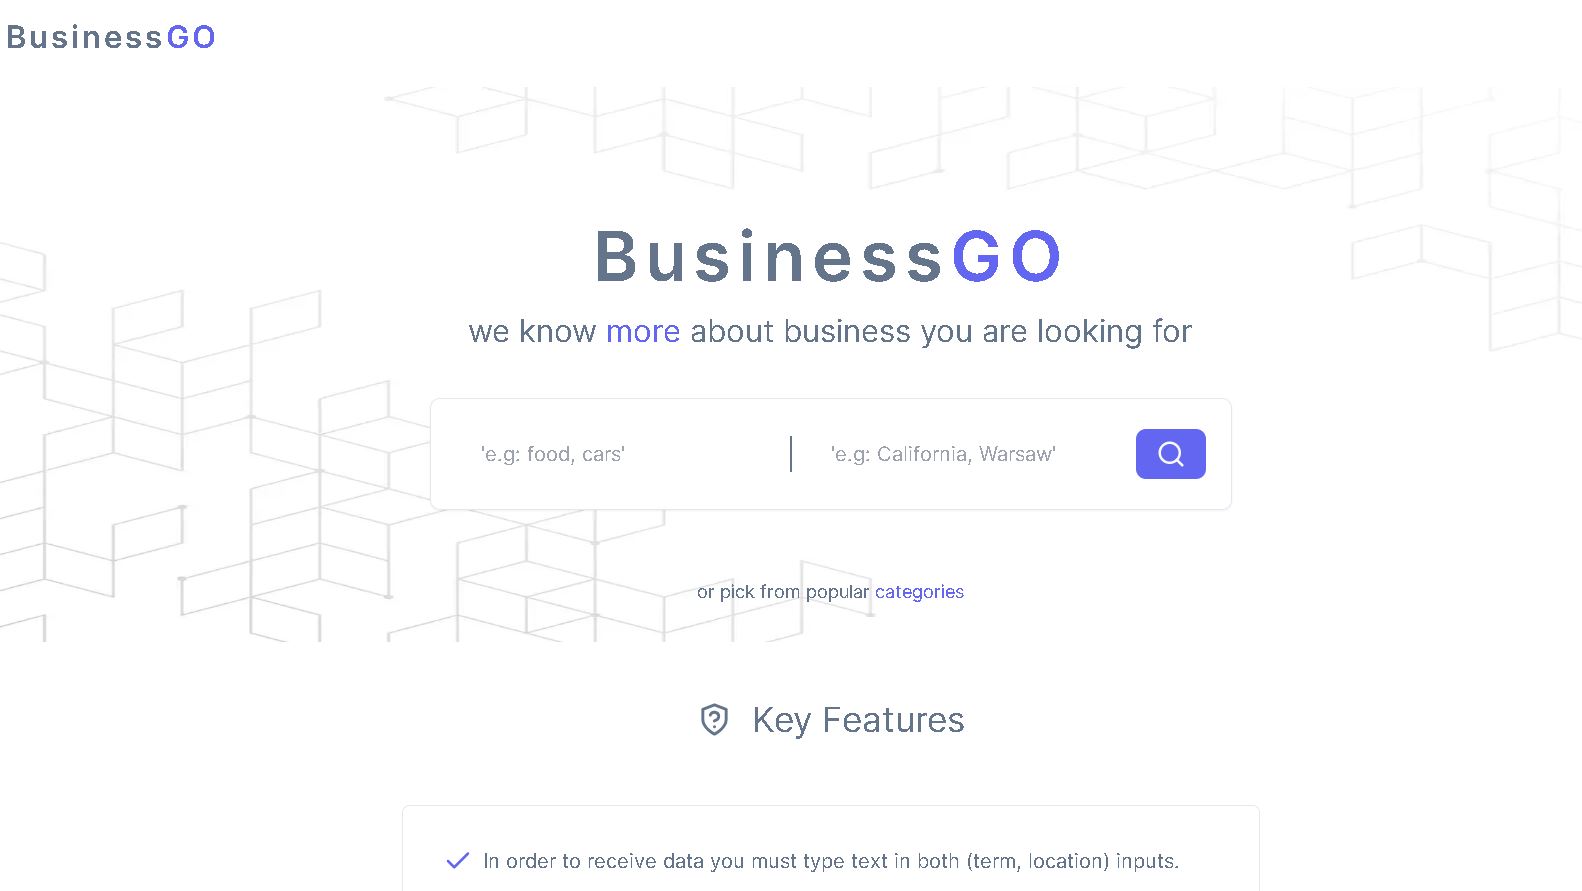 BusinessGO
BusinessGO
we know more about business you are looking for
'e.g: food, cars'
'e.g: California, Warsaw'
or pick from popular categories
Key Features
In order to receive data you must type text in both (term, location) inputs.